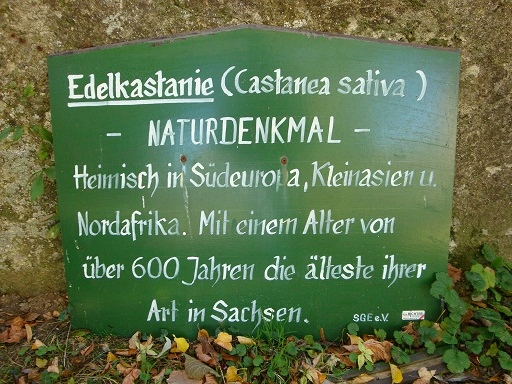 Edelkastanie (Castanea sativa)
- NATURDENKMAL -
Heimisch in Südeuropa, Kleinasien u.
Nordafrika. Mit einem Alter von
über 600 Jahren die älteste ihrer
Art in Sachsen.
SGE e.V.